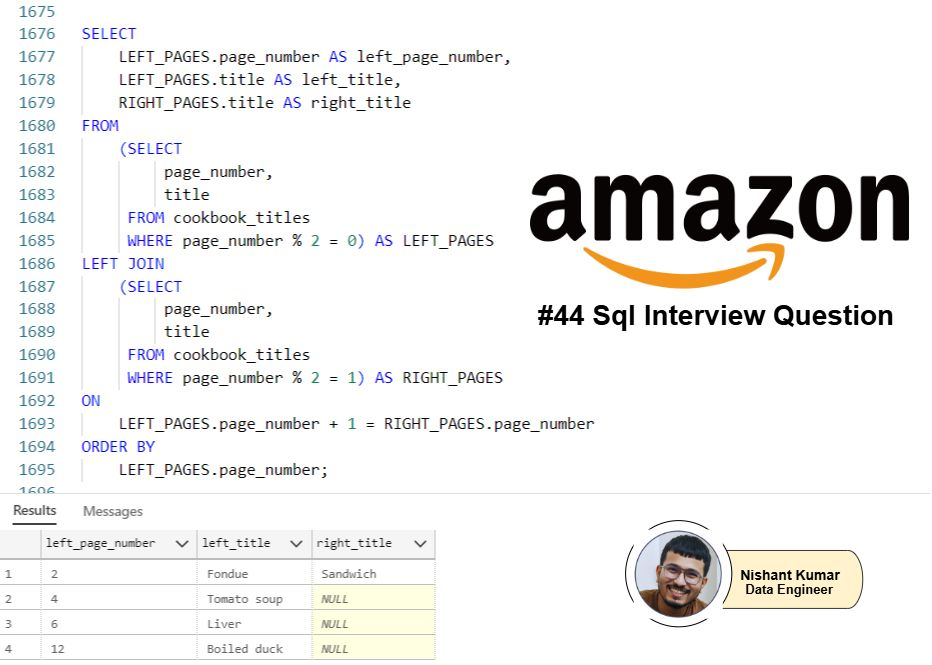 1675
1676 SELECT
1677 LEFT_PAGES.page_number AS left_page_number,
1678 LEFT_PAGES.title AS left_title,
1679 RIGHT_PAGES.title AS right_title
1680 FROM
1681 (SELECT
1682 page_number,
1683 title
1684 FROM cookbook_titles
1685 WHERE page_number % 2 = 0) AS LEFT_PAGES
1686 LEFT JOIN
1687 (SELECT
1688 page_number,
1689 title
1690 FROM cookbook_titles
1691 WHERE page_number % 2 = 1) AS RIGHT_PAGES
1692 ON
1693 LEFT_PAGES.page_number + 1 = RIGHT_PAGES.page_number
1694 ORDER BY
1695 LEFT_PAGES.page_number;
1696
amazon
#44 Sql Interview Question
Results Messages
left_page_number left_title right_title
1 2 Fondue Sandwich
2 4 Tomato soup NULL
3 6 Liver NULL
4 12 Boiled duck NULL
Nishant Kumar
Data Engineer